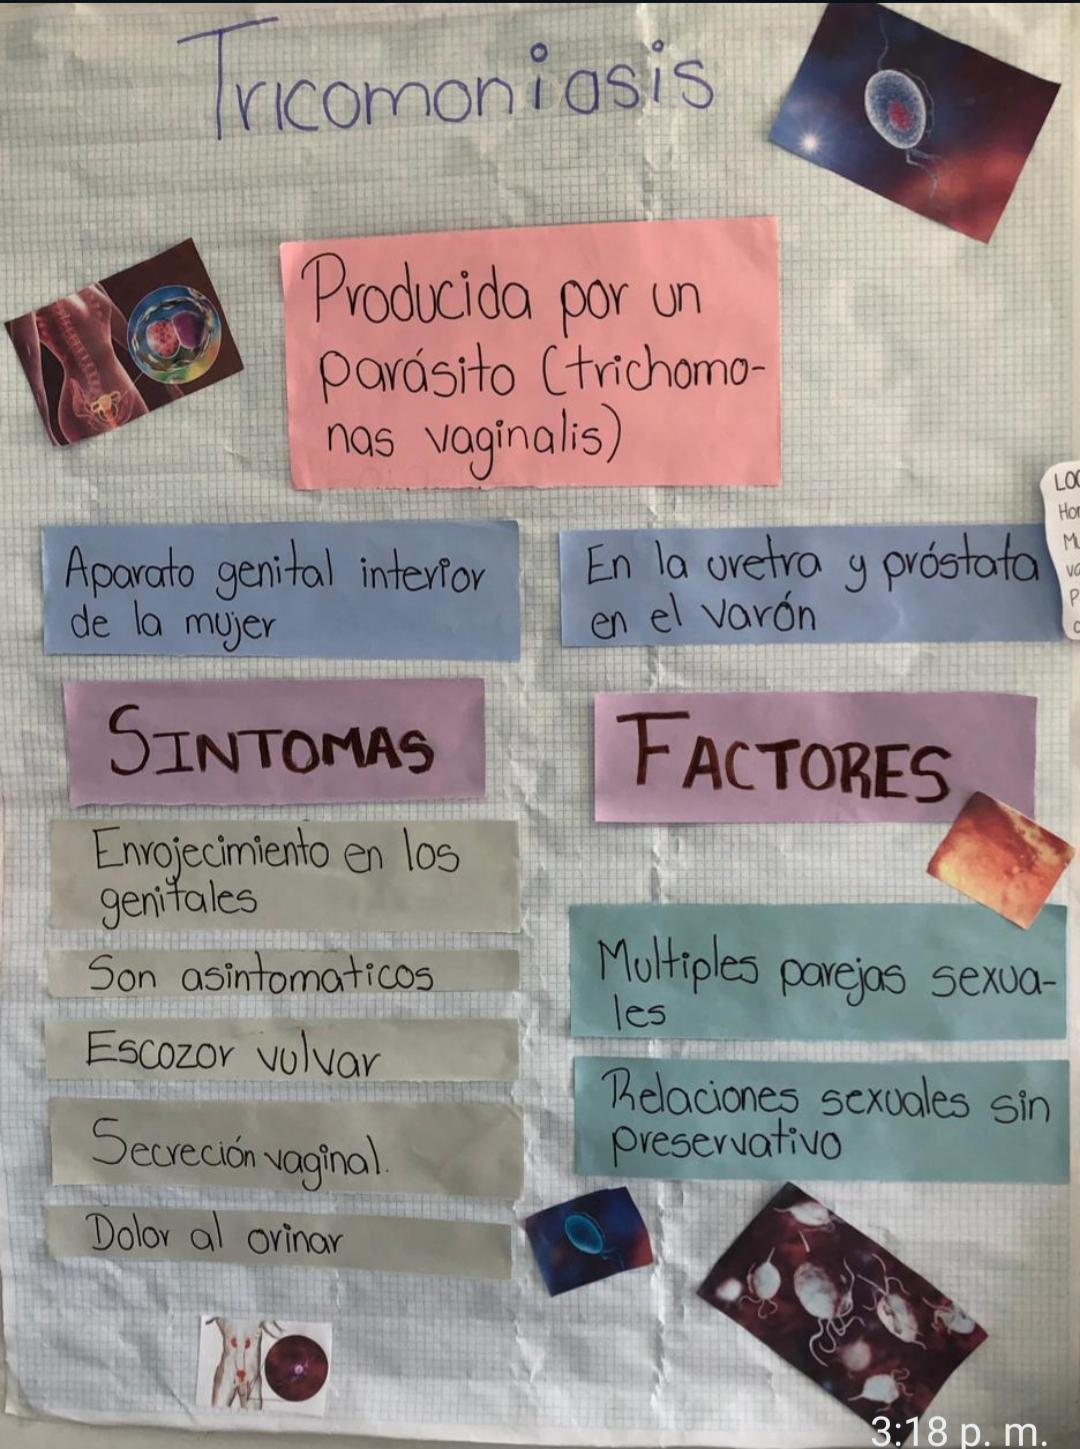 Tricomoniasis
Producida por un
parásito (trichomo-
nas vaginalis)
Aparato genital interior
de la mujer
En la uretra y próstata
en el varón
SINTOMAS
FACTORES
Enrojecimiento en los
genitales
Son asintomaticos
Escozor vulvar
Secreción vaginal.
Dolor al orinar
Multiples parejas sexua-
les
Relaciones sexuales sin
preservativo
3:18 p. m.